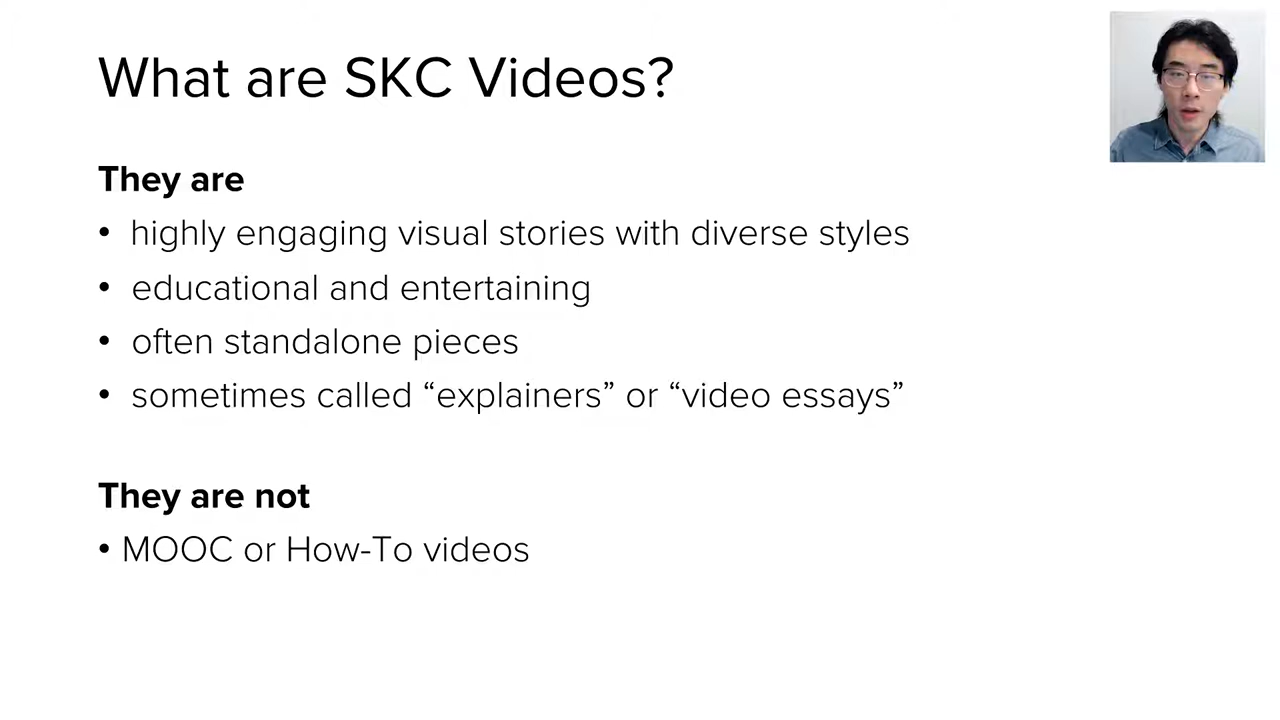 What are SKC Videos?
They are
• highly engaging visual stories with diverse styles
• educational and entertaining
• often standalone pieces
• sometimes called “explainers” or “video essays”
They are not
• MOOC or How-To videos